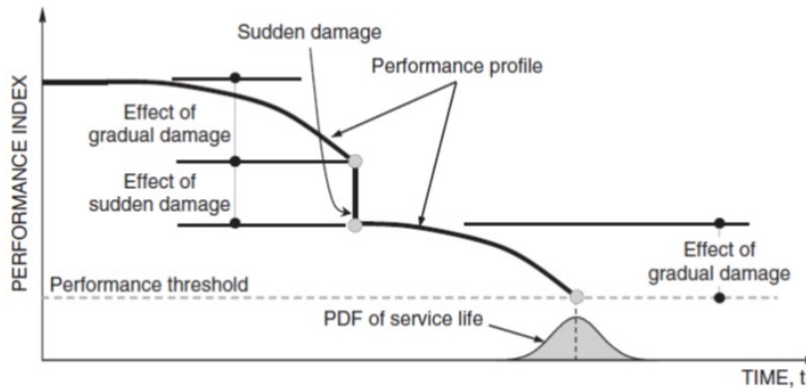 Sudden damage
Performance profile
PERFORMANCE INDEX
Effect of
gradual damage
Effect of
sudden damage
Effect of
gradual damage
Performance threshold
PDF of service life
TIME, t